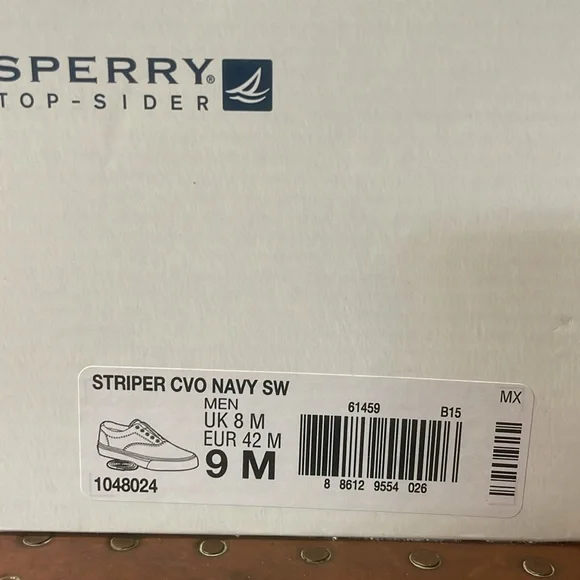 SPERRY®
TOP-SIDER
STRIPER CVO NAVY SW
MX
MEN
UK 8 M
EUR 42 M
9 M
61459
B15
8 8612 9554 026
1048024